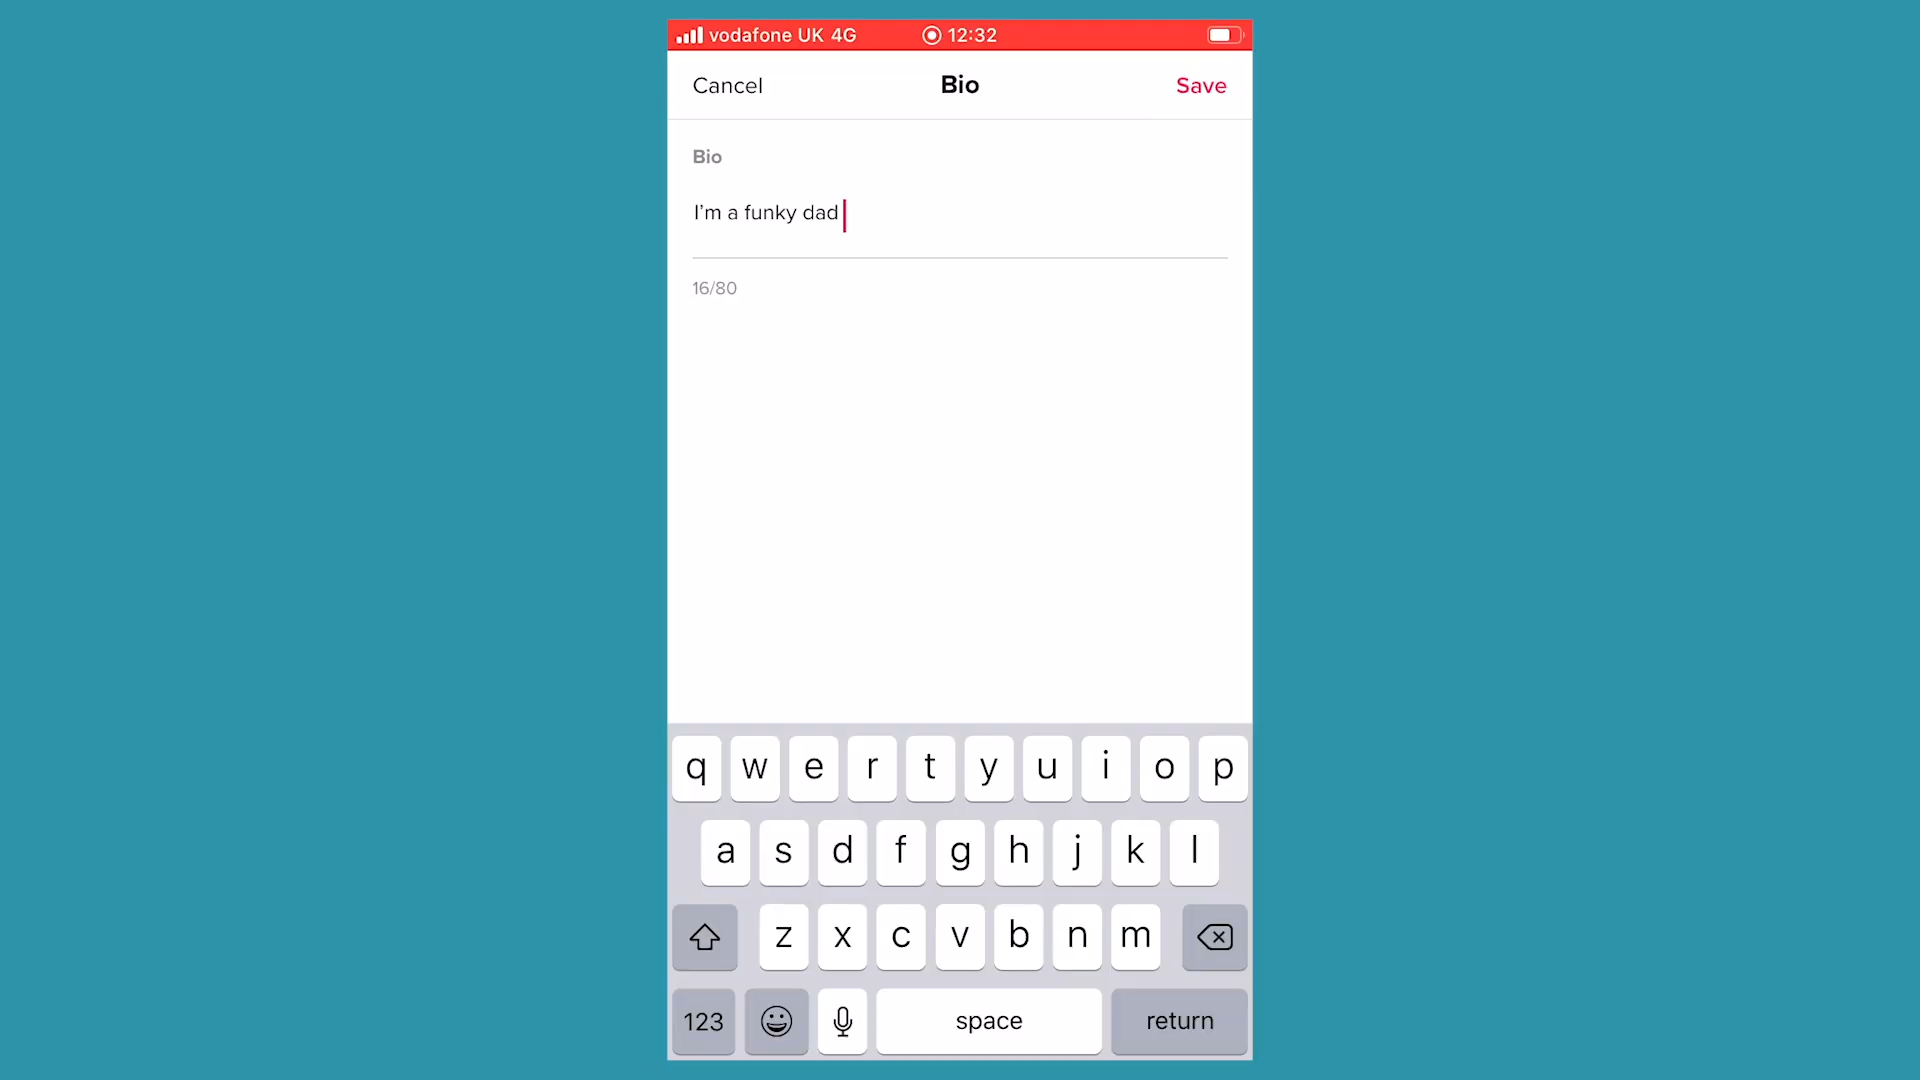 vodafone UK 4G 12:32
Cancel Bio Save
Bio
I'm a funky dad
16/80
q w e r t y u i o p
a s d f g h j k l
z x c v b n m
123 space return